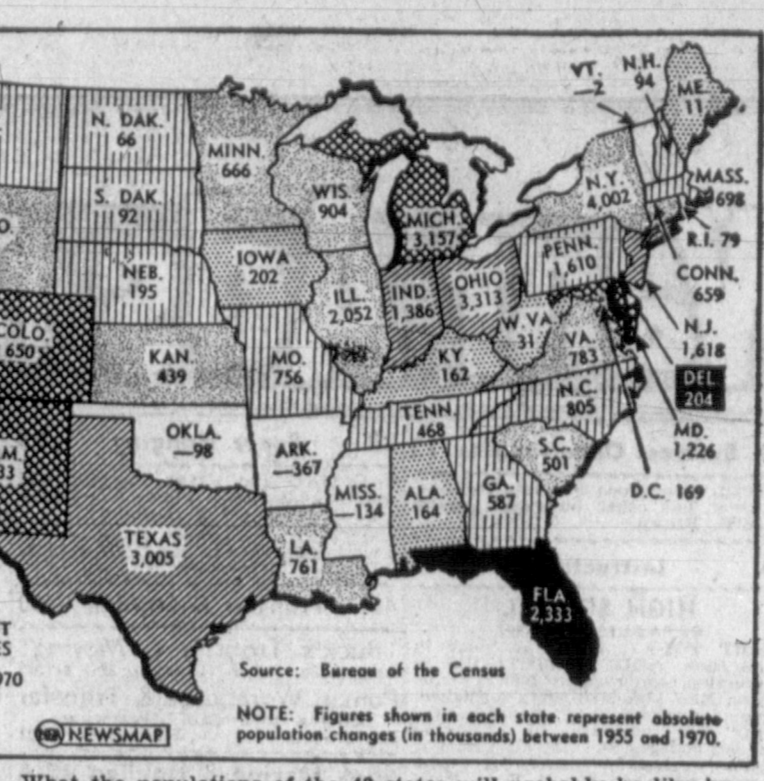 VT.
—2
N.H.
94
ME.
11
N. DAK.
66
MINN.
666
S. DAK.
92
WIS.
904
MICH.
3,157
N.Y.
4,002
MASS.
698
R.I. 79
CONN.
659
NEB.
195
IOWA
202
ILL.
2,052
IND.
1,386
OHIO
3,313
PENN.
1,610
N.J.
1,618
COLO.
650
KAN.
439
MO.
756
KY.
162
W.VA
31
VA.
783
DEL
204
MD.
1,226
D.C. 169
OKLA.
—98
ARK.
—367
TENN.
468
N.C.
805
S.C.
501
M.
33
TEXAS
3,005
LA.
761
MISS.
—134
ALA.
164
GA.
587
FLA
2,333
T
ES
970
Source: Bureau of the Census
NOTE: Figures shown in each state represent absolute
population changes (in thousands) between 1955 and 1970.
NEA NEWSMAP